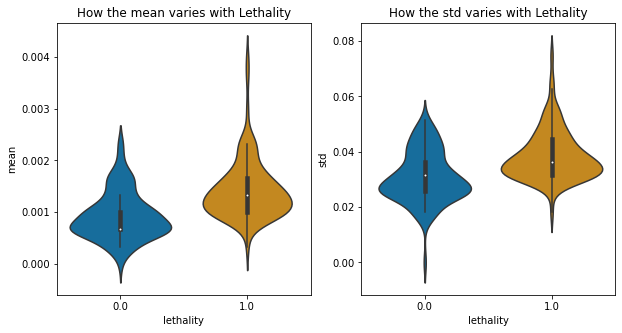 How the mean varies with Lethality
mean
0.004
0.003
0.002
0.001
0.000
0.0
1.0
lethality
How the std varies with Lethality
std
0.08
0.06
0.04
0.02
0.00
0.0
1.0
lethality